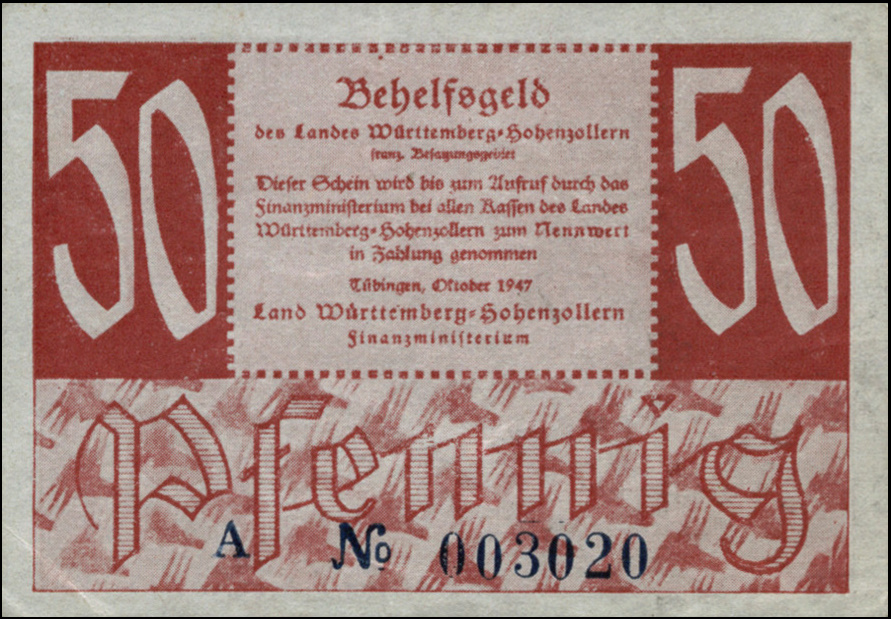 50
50
Behelfsgeld
des Landes Württemberg-Hohenzollern
franz. Besatzungsgebiet
Dieser Schein wird bis zum Aufruf durch das
Finanzministerium bei allen Kassen des Landes
Württemberg-Hohenzollern zum Nennwert
in Zahlung genommen
Tübingen, Oktober 1947
Land Württemberg-Hohenzollern
Finanzministerium
Pfennig
A № 003020